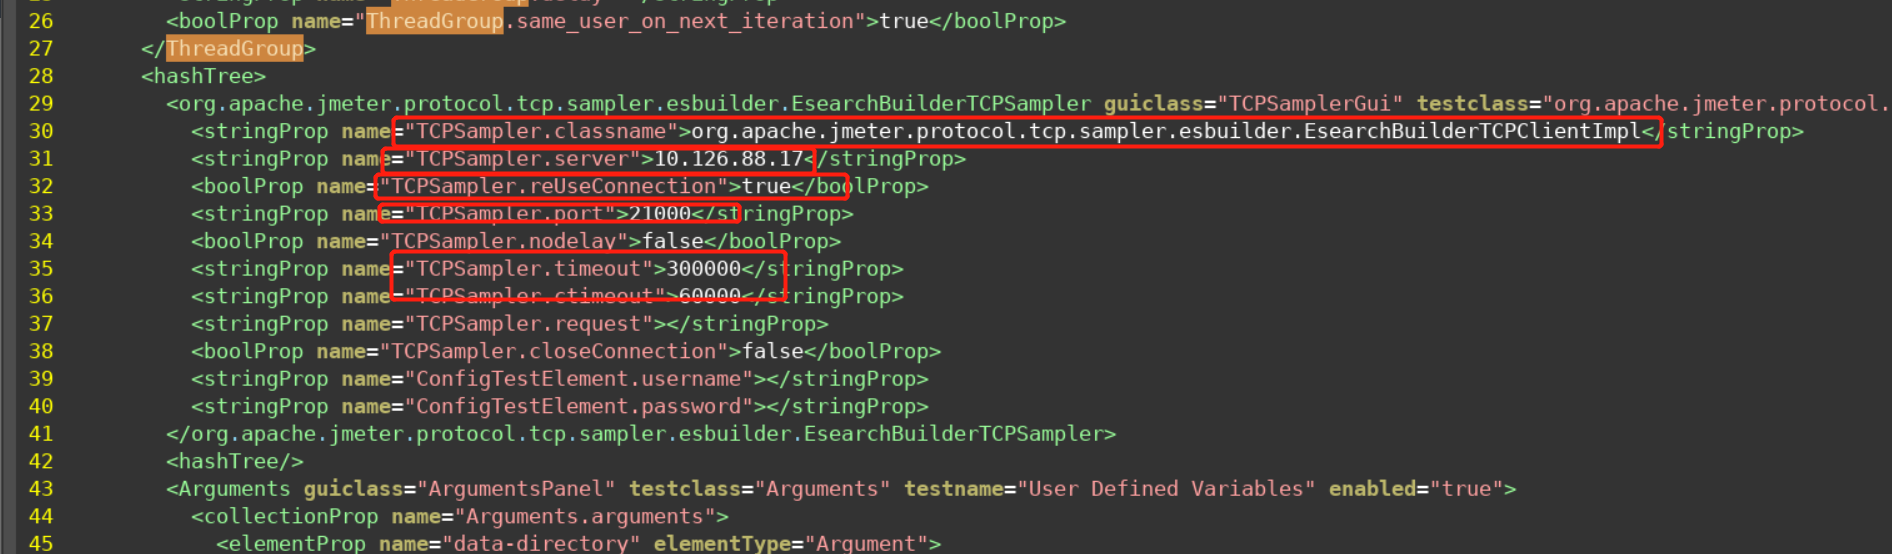 26 <boolProp name="ThreadGroup.same_user_on_next_iteration">true</boolProp>
27 </ThreadGroup>
28 <hashTree>
29 <org.apache.jmeter.protocol.tcp.sampler.esbuilder.EsearchBuilderTCPSampler guiclass="TCPSamplerGui" testclass="org.apache.jmeter.protocol.
30 <stringProp name="TCPSampler.classname">org.apache.jmeter.protocol.tcp.sampler.esbuilder.EsearchBuilderTCPClientImpl</stringProp>
31 <stringProp name="TCPSampler.server">10.126.88.17</stringProp>
32 <boolProp name="TCPSampler.reUseConnection">true</boolProp>
33 <stringProp name="TCPSampler.port">21000</stringProp>
34 <boolProp name="TCPSampler.nodelay">false</boolProp>
35 <stringProp name="TCPSampler.timeout">300000</stringProp>
36 <stringProp name="TCPSampler.ctimeout">60000</stringProp>
37 <stringProp name="TCPSampler.request"></stringProp>
38 <boolProp name="TCPSampler.closeConnection">false</boolProp>
39 <stringProp name="ConfigTestElement.username"></stringProp>
40 <stringProp name="ConfigTestElement.password"></stringProp>
41 </org.apache.jmeter.protocol.tcp.sampler.esbuilder.EsearchBuilderTCPSampler>
42 <hashTree/>
43 <Arguments guiclass="ArgumentsPanel" testclass="Arguments" testname="User Defined Variables" enabled="true">
44 <collectionProp name="Arguments.arguments">
45 <elementProp name="data-directory" elementType="Argument">